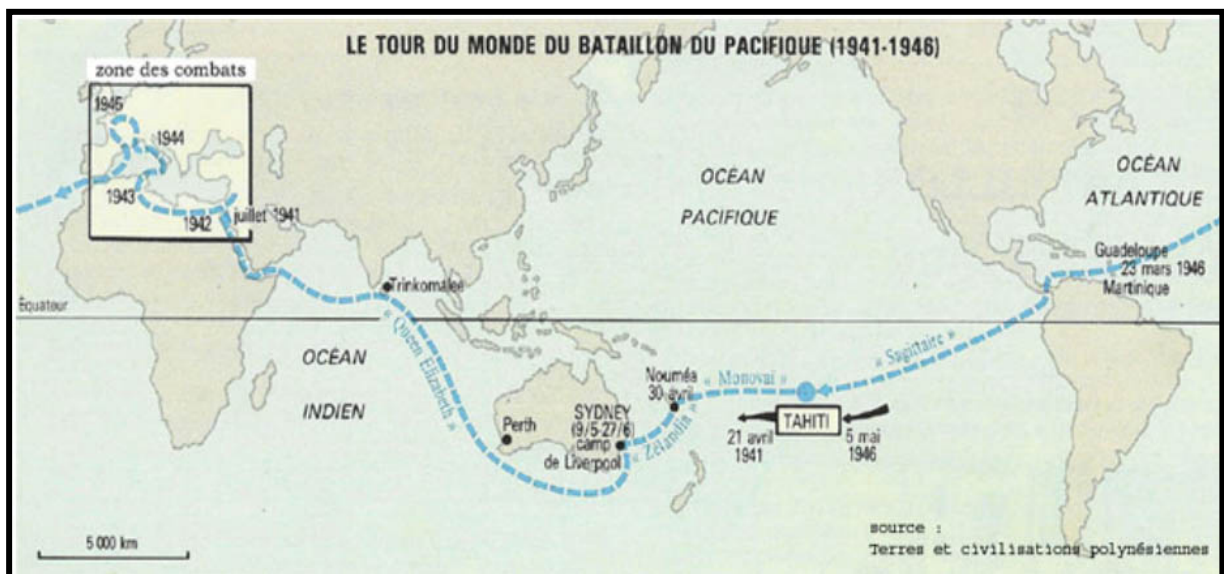 LE TOUR DU MONDE DU BATAILLON DU PACIFIQUE (1941-1946)
zone des combats
1945
1944
1943
1942
juillet 1941
OCÉAN
PACIFIQUE
OCÉAN
ATLANTIQUE
Guadeloupe
23 mars 1946
Martinique
Trinkomalee
Équateur
« Queen Elizabeth »
OCÉAN
INDIEN
« Sagittaire »
Nouméa
30 avril
« Monovai »
SYDNEY
(9/5-27/6)
camp
de Liverpool
Perth
« Zélandin »
TAHITI
21 avril
1941
5 mai
1946
5 000 km
source :
Terres et civilisations polynésiennes